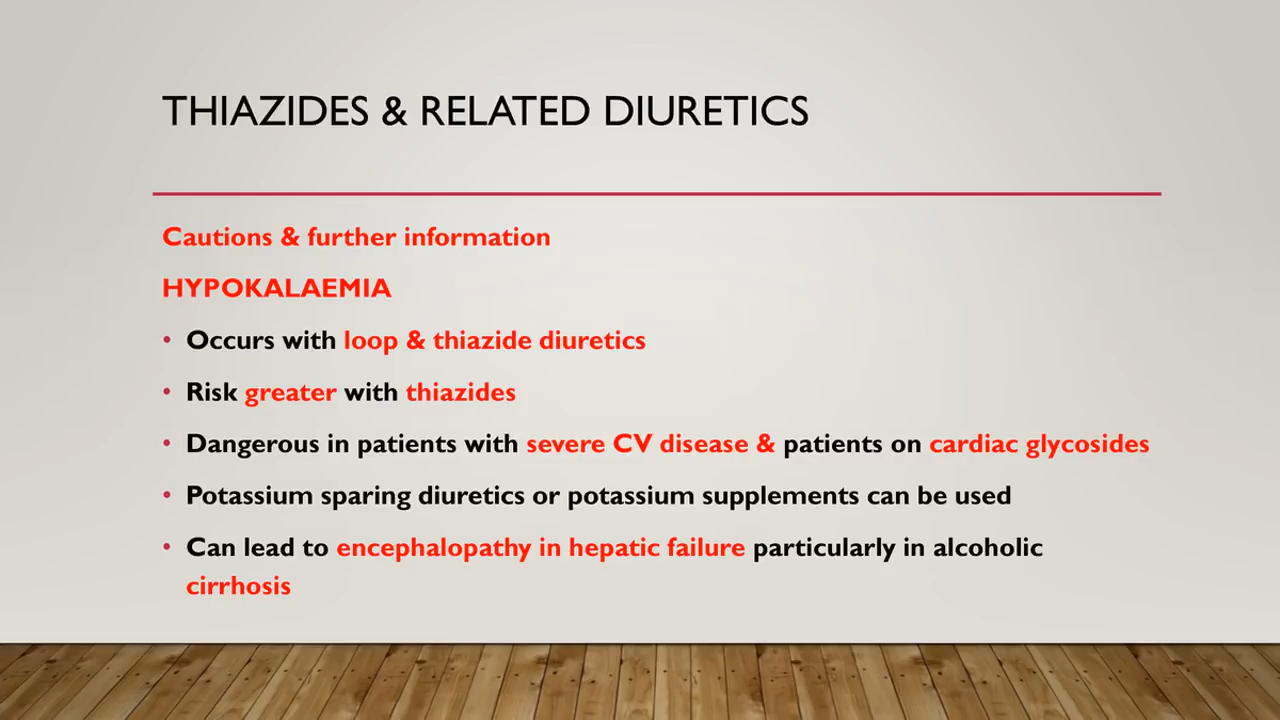 THIAZIDES & RELATED DIURETICS
Cautions & further information
HYPOKALAEMIA
• Occurs with loop & thiazide diuretics
• Risk greater with thiazides
• Dangerous in patients with severe CV disease & patients on cardiac glycosides
• Potassium sparing diuretics or potassium supplements can be used
• Can lead to encephalopathy in hepatic failure particularly in alcoholic
cirrhosis